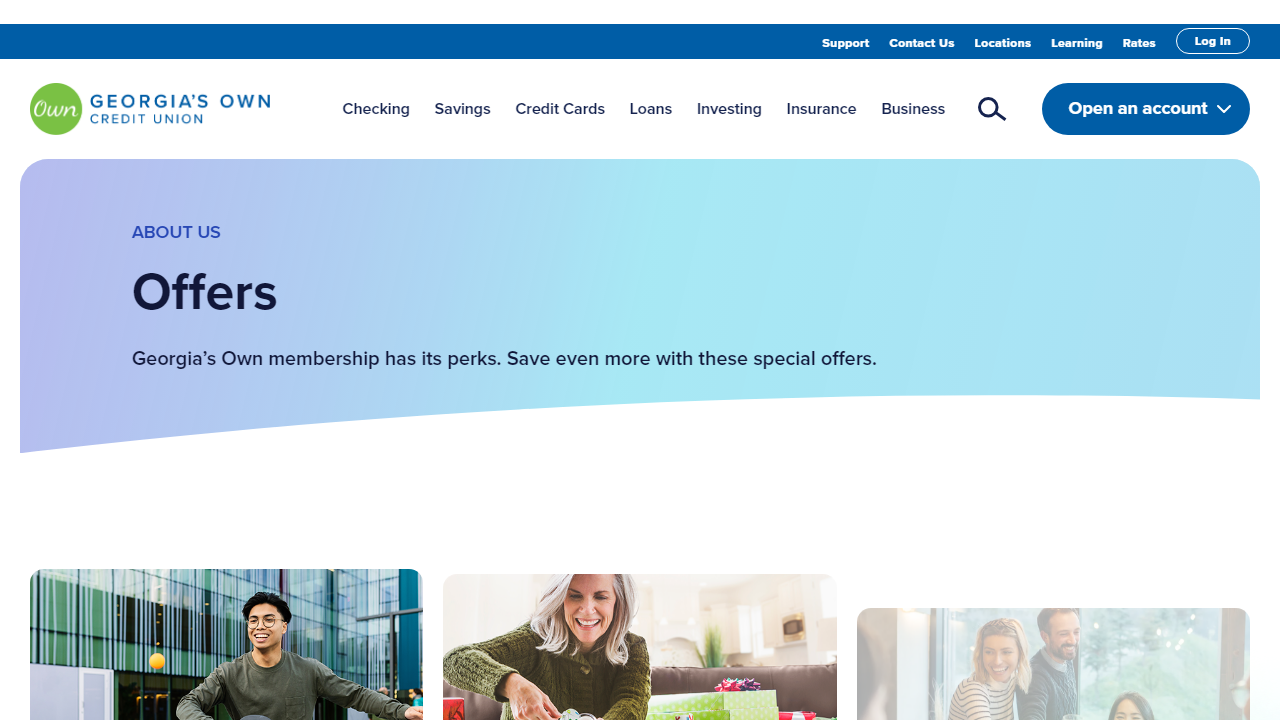 Support Contact Us Locations Learning Rates Log In
Own GEORGIA'S OWN
CREDIT UNION
Checking Savings Credit Cards Loans Investing Insurance Business Open an account
ABOUT US
Offers
Georgia’s Own membership has its perks. Save even more with these special offers.